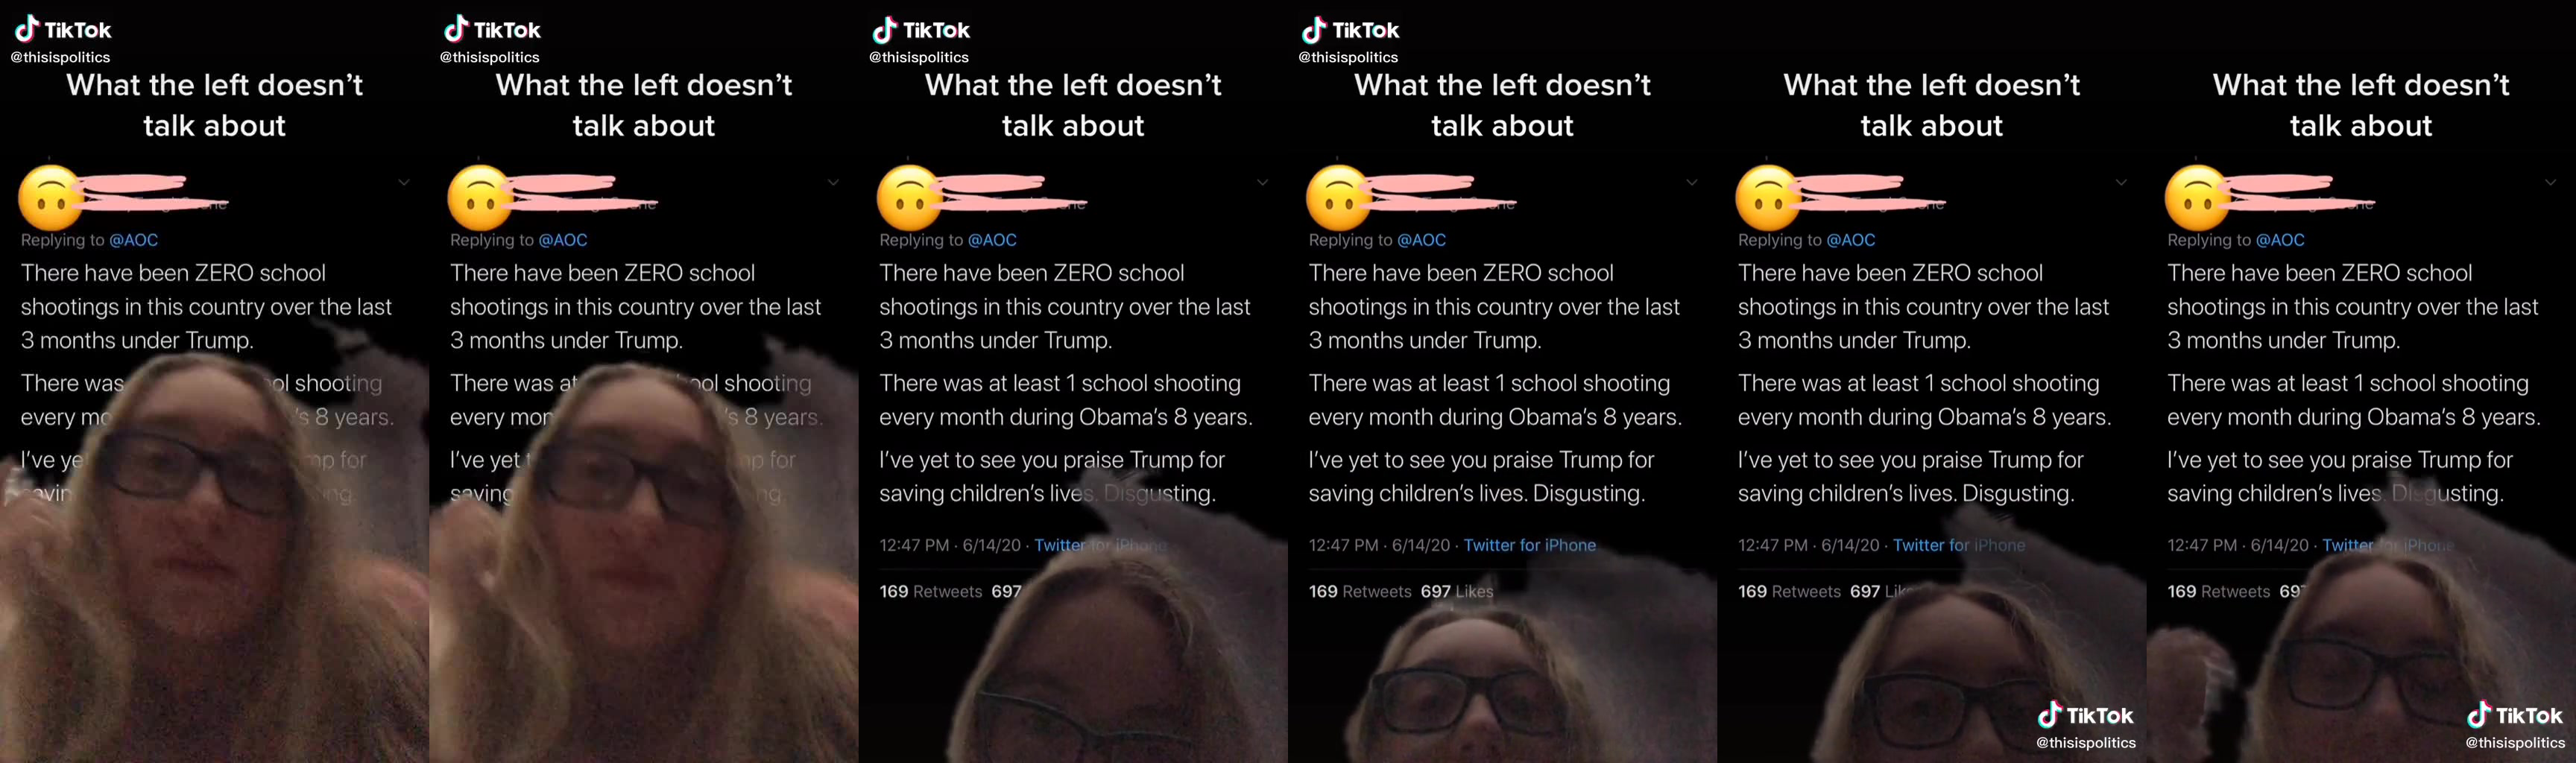 TikTok
@thisispolitics
What the left doesn't
talk about
Replying to @AOC
There have been ZERO school
shootings in this country over the last
3 months under Trump.
There was
ol shooting
every mo
's 8 years.
I've ye
mp for
TikTok
@thisispolitics
What the left doesn't
talk about
Replying to @AOC
There have been ZERO school
shootings in this country over the last
3 months under Trump.
There was at
ool shooting
every mon
's 8 years.
I've yet
mp for
saving
TikTok
@thisispolitics
What the left doesn't
talk about
Replying to @AOC
There have been ZERO school
shootings in this country over the last
3 months under Trump.
There was at least 1 school shooting
every month during Obama's 8 years.
I've yet to see you praise Trump for
saving children's lives. Disgusting.
12:47 PM · 6/14/20 · Twitter for iPhone
169 Retweets 697
TikTok
@thisispolitics
What the left doesn't
talk about
Replying to @AOC
There have been ZERO school
shootings in this country over the last
3 months under Trump.
There was at least 1 school shooting
every month during Obama's 8 years.
I've yet to see you praise Trump for
saving children's lives. Disgusting.
12:47 PM · 6/14/20 · Twitter for iPhone
169 Retweets 697 Likes
What the left doesn't
talk about
Replying to @AOC
There have been ZERO school
shootings in this country over the last
3 months under Trump.
There was at least 1 school shooting
every month during Obama's 8 years.
I've yet to see you praise Trump for
saving children's lives. Disgusting.
12:47 PM · 6/14/20 · Twitter for iPhone
169 Retweets 697 Lik
TikTok
@thisispolitics
What the left doesn't
talk about
Replying to @AOC
There have been ZERO school
shootings in this country over the last
3 months under Trump.
There was at least 1 school shooting
every month during Obama's 8 years.
I've yet to see you praise Trump for
saving children's lives. Disgusting.
12:47 PM · 6/14/20 · Twitter for iPhone
169 Retweets 697
TikTok
@thisispolitics